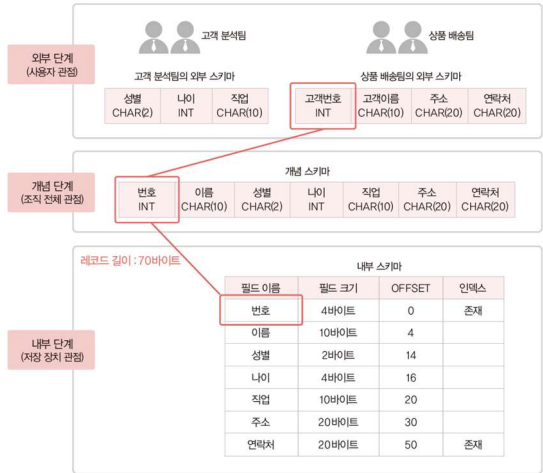 고객 분석팀
상품 배송팀
외부 단계
(사용자 관점)
고객 분석팀의 외부 스키마
상품 배송팀의 외부 스키마
성별 나이 직업
CHAR(2) INT CHAR(10)
고객번호 고객이름 주소 연락처
INT CHAR(10) CHAR(20) CHAR(20)
개념 단계
(조직 전체 관점)
개념 스키마
번호 이름 성별 나이 직업 주소 연락처
INT CHAR(10) CHAR(2) INT CHAR(10) CHAR(20) CHAR(20)
레코드 길이 : 70바이트
내부 단계
(저장 장치 관점)
내부 스키마
필드 이름 필드 크기 OFFSET 인덱스
번호 4바이트 0 존재
이름 10바이트 4
성별 2바이트 14
나이 4바이트 16
직업 10바이트 20
주소 20바이트 30
연락처 20바이트 50 존재